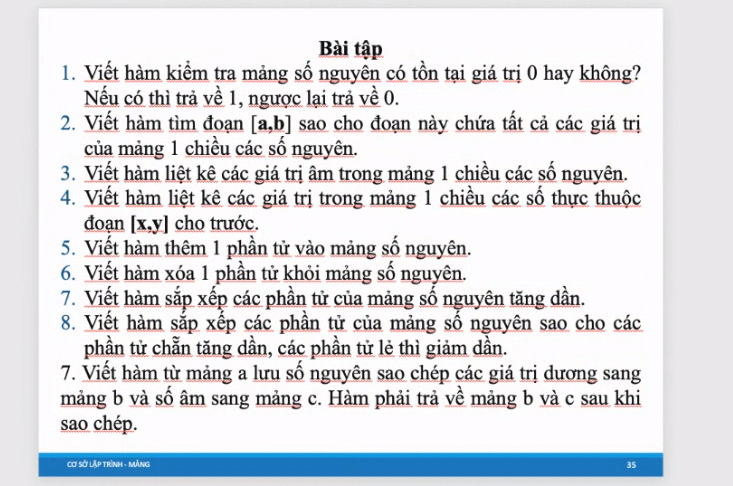 Bài tập
1. Viết hàm kiểm tra mảng số nguyên có tồn tại giá trị 0 hay không?
Nếu có thì trả về 1, ngược lại trả về 0.
2. Viết hàm tìm đoạn [a,b] sao cho đoạn này chứa tất cả các giá trị
của mảng 1 chiều các số nguyên.
3. Viết hàm liệt kê các giá trị âm trong mảng 1 chiều các số nguyên.
4. Viết hàm liệt kê các giá trị trong mảng 1 chiều các số thực thuộc
đoạn [x,y] cho trước.
5. Viết hàm thêm 1 phần tử vào mảng số nguyên.
6. Viết hàm xóa 1 phần tử khỏi mảng số nguyên.
7. Viết hàm sắp xếp các phần tử của mảng số nguyên tăng dần.
8. Viết hàm sắp xếp các phần tử của mảng số nguyên sao cho các
phần tử chẵn tăng dần, các phần tử lẻ thì giảm dần.
7. Viết hàm từ mảng a lưu số nguyên sao chép các giá trị dương sang
mảng b và số âm sang mảng c. Hàm phải trả về mảng b và c sau khi
sao chép.
CƠ SỞ LẬP TRÌNH - MẢNG
35